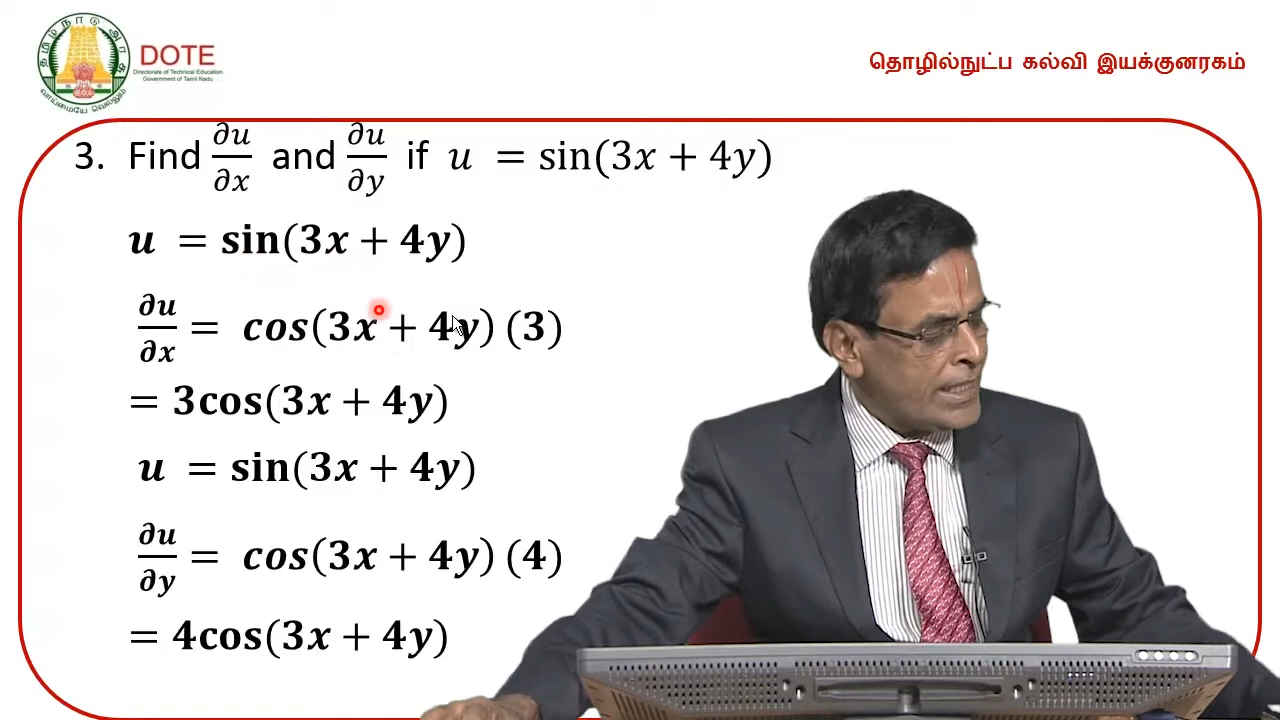 தமிழ்நாடு அரசு
வாய்மையே வெல்லும்
DOTE
Directorate of Technical Education
Government of Tamil Nadu
தொழில்நுட்ப கல்வி இயக்குனரகம்
3. Find ∂u/∂x and ∂u/∂y if u = sin(3x + 4y)
u = sin(3x + 4y)
∂u/∂x = cos(3x + 4y) (3)
= 3cos(3x + 4y)
u = sin(3x + 4y)
∂u/∂y = cos(3x + 4y) (4)
= 4cos(3x + 4y)